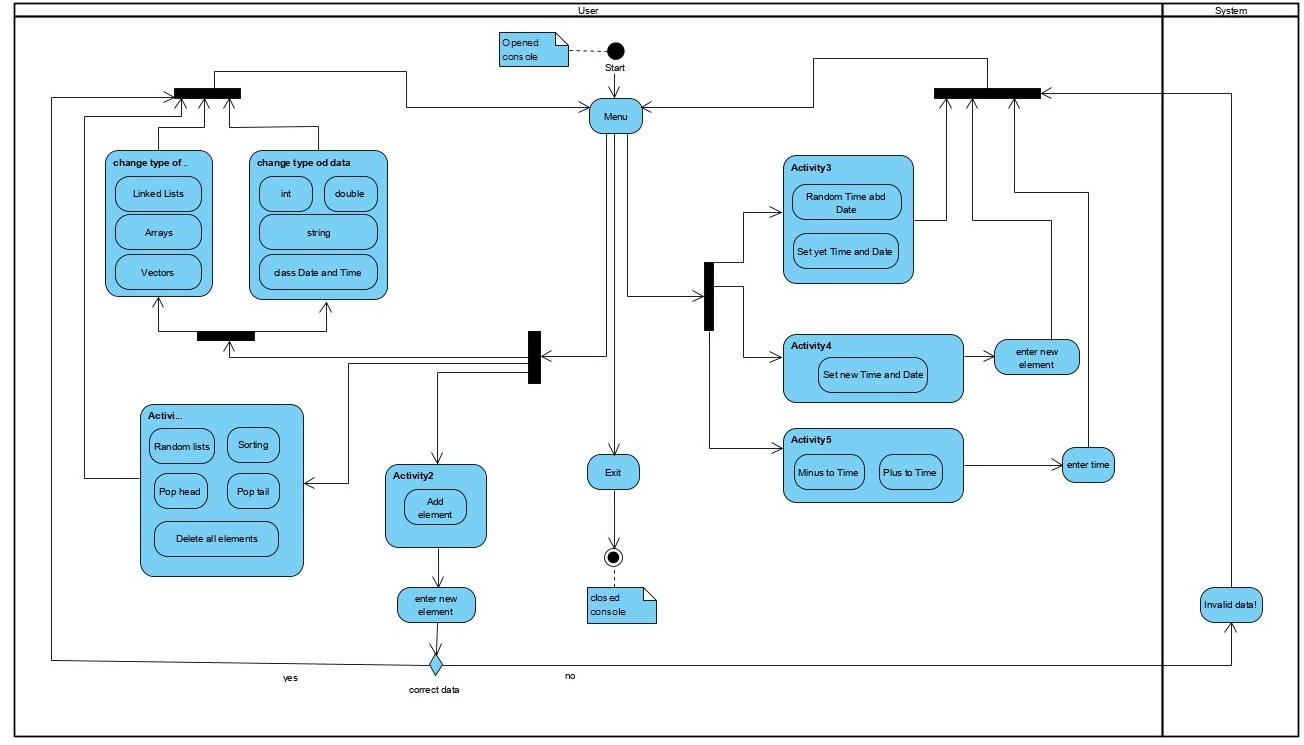 User
System
Opened
console
Start
Menu
change type of ..
Linked Lists
Arrays
Vectors
change type od data
int
double
string
class Date and Time
Activity3
Random Time abd
Date
Set yet Time and Date
Activity4
Set new Time and Date
enter new
element
Activi...
Random lists
Sorting
Pop head
Pop tail
Delete all elements
Activity2
Add
element
Exit
Activity5
Minus to Time
Plus to Time
enter time
enter new
element
closed
console
Invalid data!
yes
no
correct data